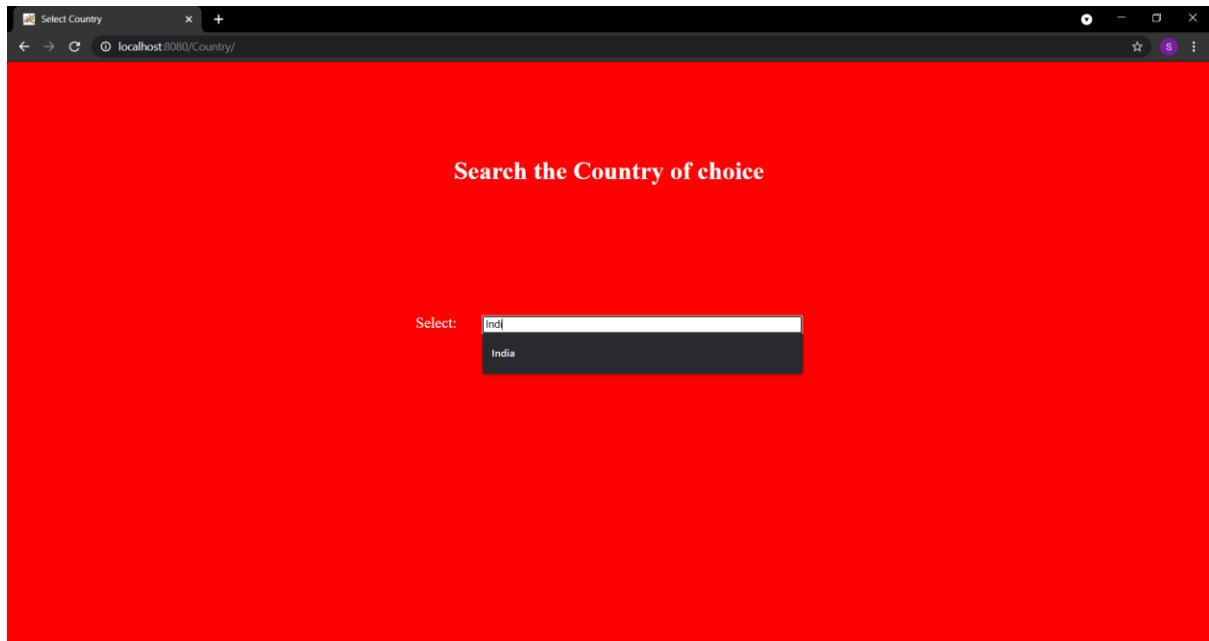 Select Country
localhost:8080/Country/
S
Search the Country of choice
Select: Indi
India